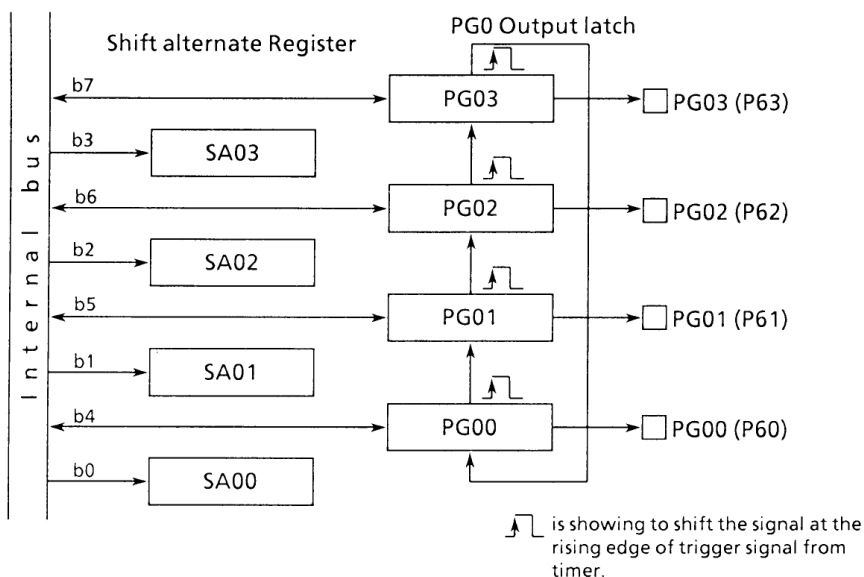 PG0 Output latch
Shift alternate Register
b7
PG03
PG03 (P63)
b3
SA03
b6
PG02
PG02 (P62)
b2
SA02
b5
PG01
PG01 (P61)
b1
SA01
b4
PG00
PG00 (P60)
b0
SA00
Internal bus
is showing to shift the signal at the
rising edge of trigger signal from
timer.